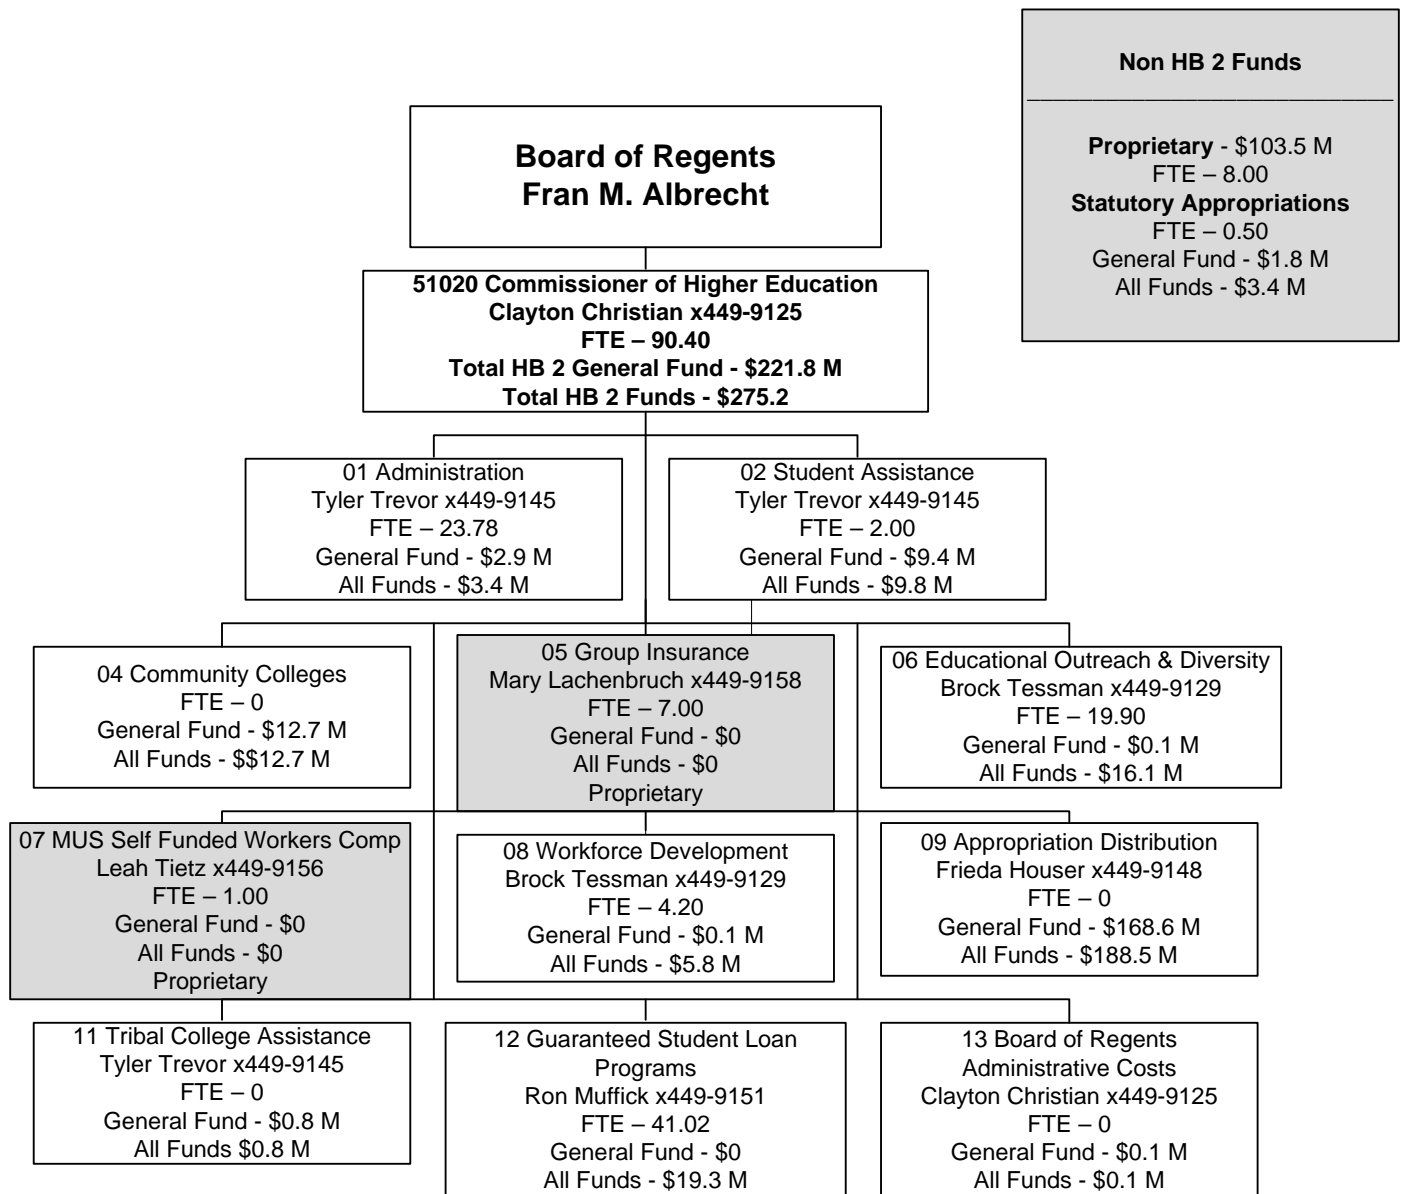 Non HB 2 Funds
Proprietary - $103.5 M
FTE – 8.00
Statutory Appropriations
FTE – 0.50
General Fund - $1.8 M
All Funds - $3.4 M
Board of Regents
Fran M. Albrecht
51020 Commissioner of Higher Education
Clayton Christian x449-9125
FTE – 90.40
Total HB 2 General Fund - $221.8 M
Total HB 2 Funds - $275.2
01 Administration
Tyler Trevor x449-9145
FTE – 23.78
General Fund - $2.9 M
All Funds - $3.4 M
02 Student Assistance
Tyler Trevor x449-9145
FTE – 2.00
General Fund - $9.4 M
All Funds - $9.8 M
04 Community Colleges
FTE – 0
General Fund - $12.7 M
All Funds - $$12.7 M
05 Group Insurance
Mary Lachenbruch x449-9158
FTE – 7.00
General Fund - $0
All Funds - $0
Proprietary
06 Educational Outreach & Diversity
Brock Tessman x449-9129
FTE – 19.90
General Fund - $0.1 M
All Funds - $16.1 M
07 MUS Self Funded Workers Comp
Leah Tietz x449-9156
FTE – 1.00
General Fund - $0
All Funds - $0
Proprietary
08 Workforce Development
Brock Tessman x449-9129
FTE – 4.20
General Fund - $0.1 M
All Funds - $5.8 M
09 Appropriation Distribution
Frieda Houser x449-9148
FTE – 0
General Fund - $168.6 M
All Funds - $188.5 M
11 Tribal College Assistance
Tyler Trevor x449-9145
FTE – 0
General Fund - $0.8 M
All Funds $0.8 M
12 Guaranteed Student Loan
Programs
Ron Muffick x449-9151
FTE – 41.02
General Fund - $0
All Funds - $19.3 M
13 Board of Regents
Administrative Costs
Clayton Christian x449-9125
FTE – 0
General Fund - $0.1 M
All Funds - $0.1 M